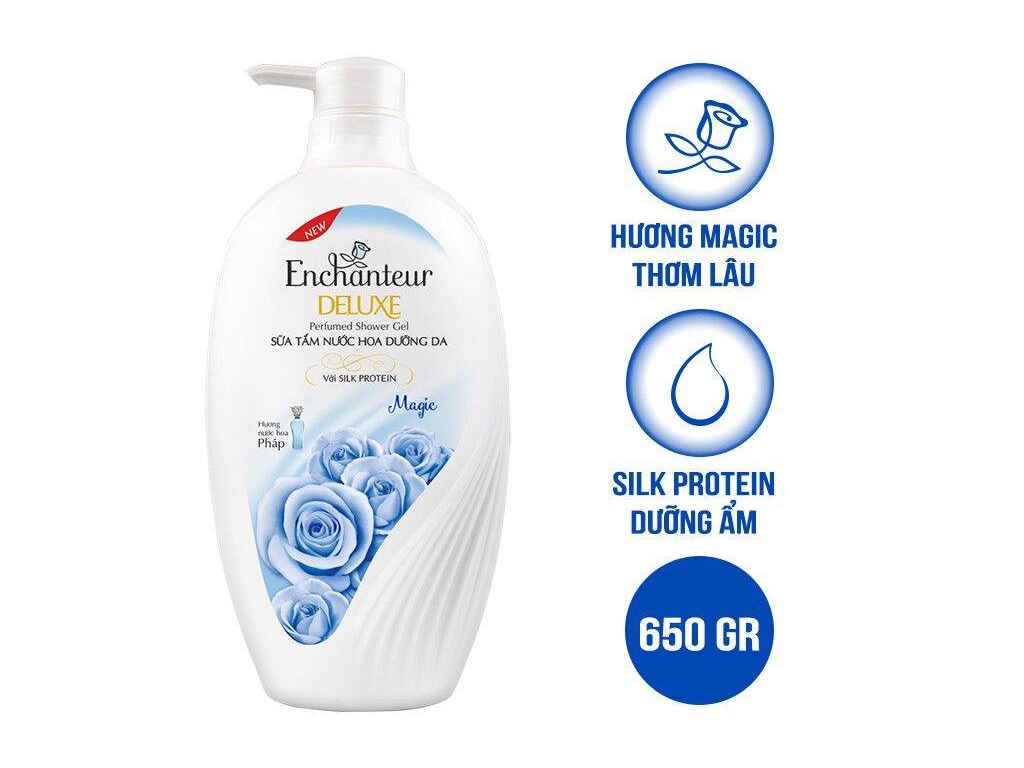 NEW
Enchanteur
DELUXE
Perfumed Shower Gel
SỮA TẮM NƯỚC HOA DƯỠNG DA
Với SILK PROTEIN
Magic
Hương
nước hoa
Pháp
HƯƠNG MAGIC
THƠM LÂU
SILK PROTEIN
DƯỠNG ẨM
650 GR